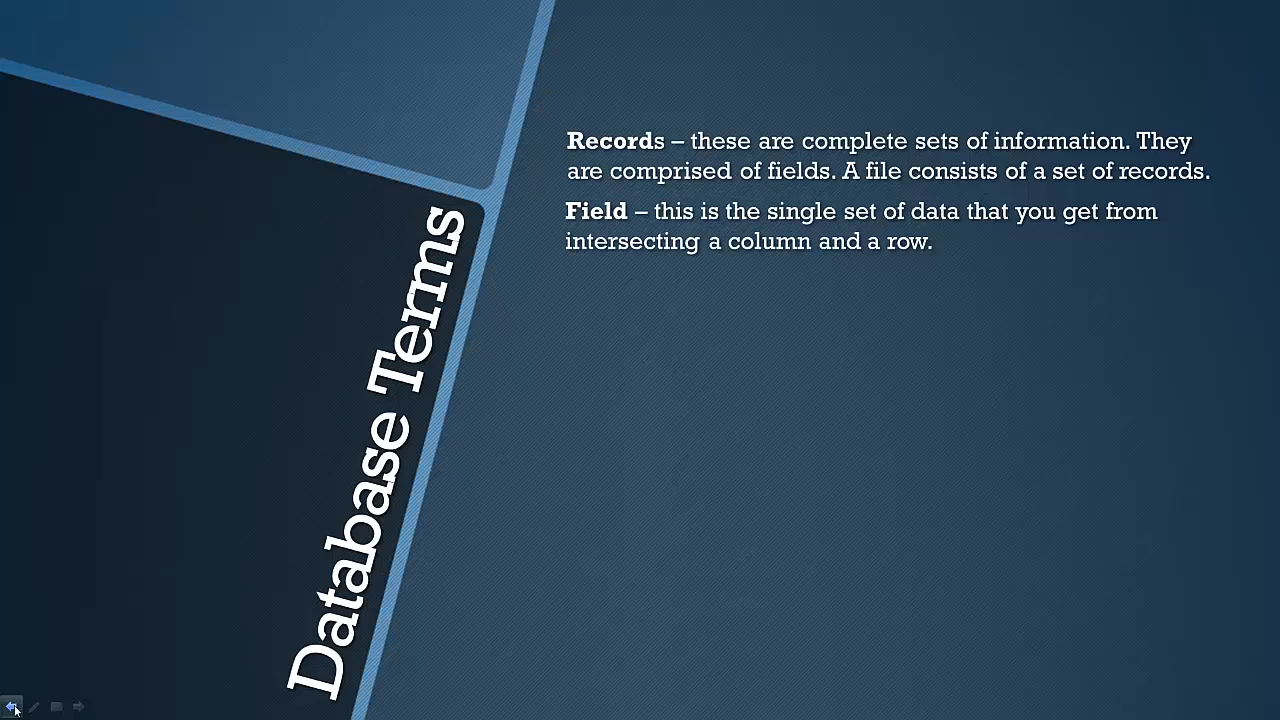 Records – these are complete sets of information. They
are comprised of fields. A file consists of a set of records.
Field – this is the single set of data that you get from
intersecting a column and a row.
Database Terms